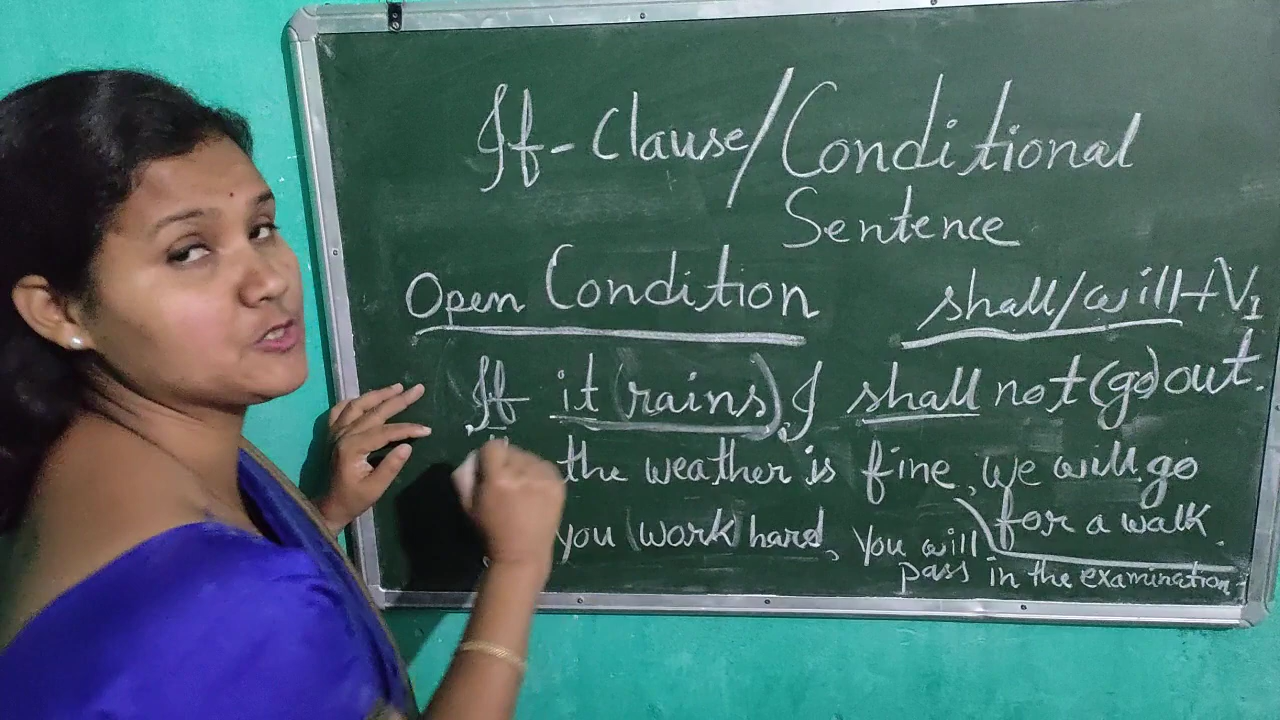 If - Clause/Conditional
Sentence
Open Condition
shall/will+V1
If it (rains), I shall not (go) out.
the weather is fine, we will go
for a walk.
you (work) hard, you will
pass in the examination.